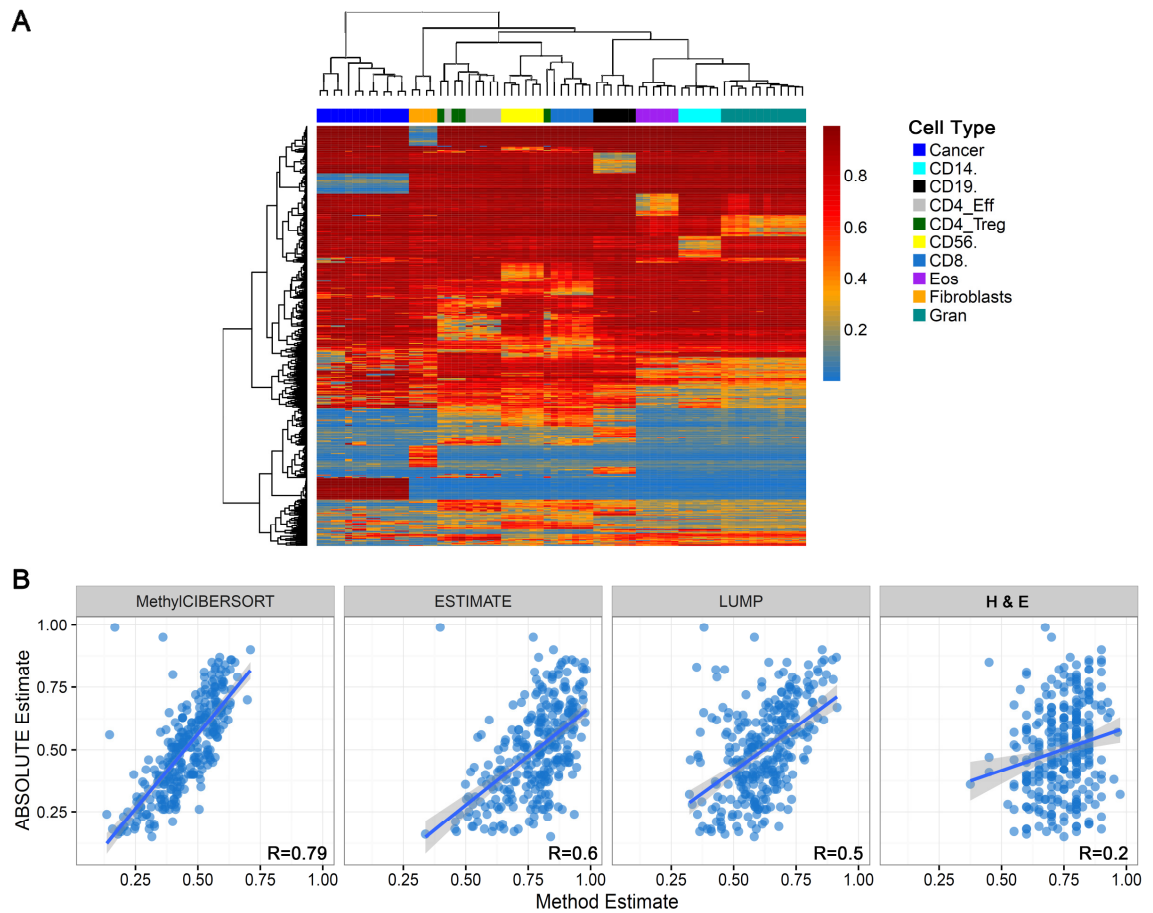 A
Cell Type
Cancer
CD14.
CD19.
CD4_Eff
CD4_Treg
CD56.
CD8.
Eos
Fibroblasts
Gran
0.8
0.6
0.4
0.2
B
MethylCIBERSORT ESTIMATE LUMP H & E
ABSOLUTE Estimate
1.00
0.75
0.50
0.25
R=0.79 R=0.6 R=0.5 R=0.2
0.25 0.50 0.75 1.00 0.25 0.50 0.75 1.00 0.25 0.50 0.75 1.00 0.25 0.50 0.75 1.00
Method Estimate